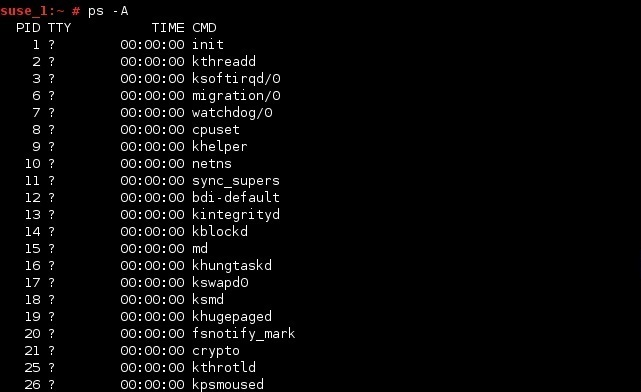 suse_1:~ # ps -A
  PID TTY          TIME CMD
    1 ?        00:00:00 init
    2 ?        00:00:00 kthreadd
    3 ?        00:00:00 ksoftirqd/0
    6 ?        00:00:00 migration/0
    7 ?        00:00:00 watchdog/0
    8 ?        00:00:00 cpuset
    9 ?        00:00:00 khelper
   10 ?        00:00:00 netns
   11 ?        00:00:00 sync_supers
   12 ?        00:00:00 bdi-default
   13 ?        00:00:00 kintegrityd
   14 ?        00:00:00 kblockd
   15 ?        00:00:00 md
   16 ?        00:00:00 khungtaskd
   17 ?        00:00:00 kswapd0
   18 ?        00:00:00 ksmd
   19 ?        00:00:00 khugepaged
   20 ?        00:00:00 fsnotify_mark
   21 ?        00:00:00 crypto
   25 ?        00:00:00 kthrotld
   26 ?        00:00:00 kpsmoused